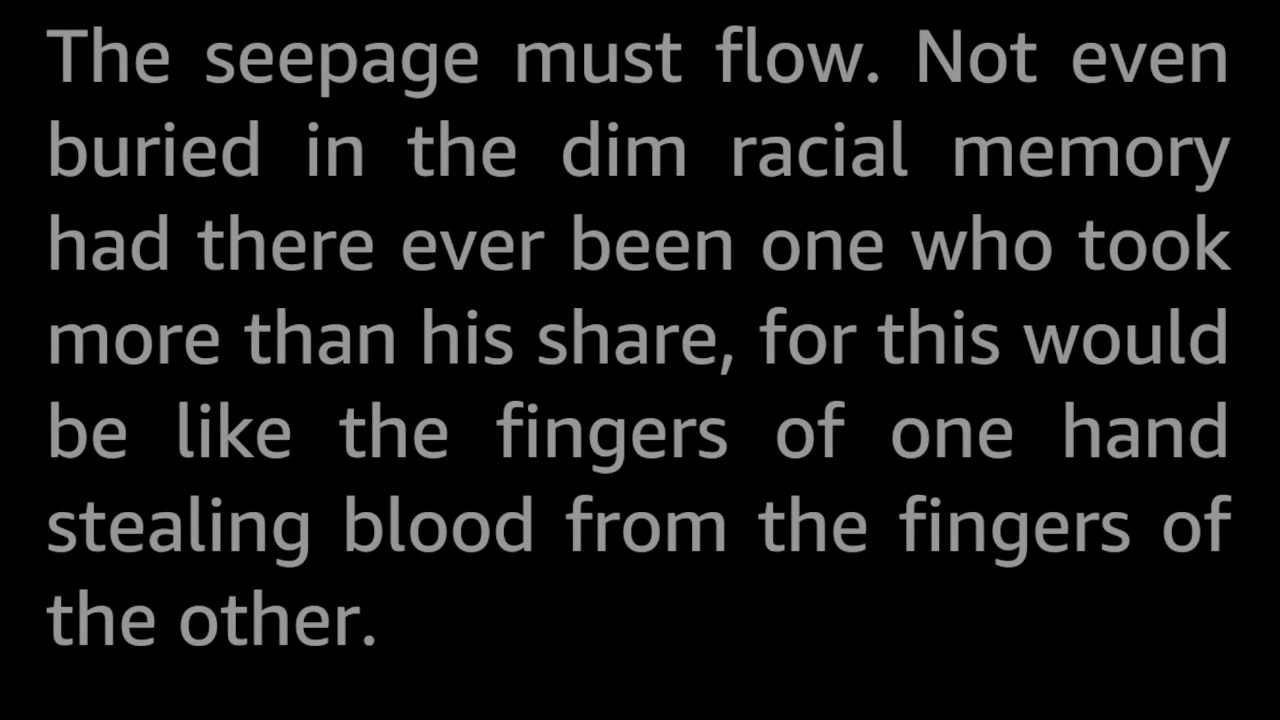 The seepage must flow. Not even
buried in the dim racial memory
had there ever been one who took
more than his share, for this would
be like the fingers of one hand
stealing blood from the fingers of
the other.